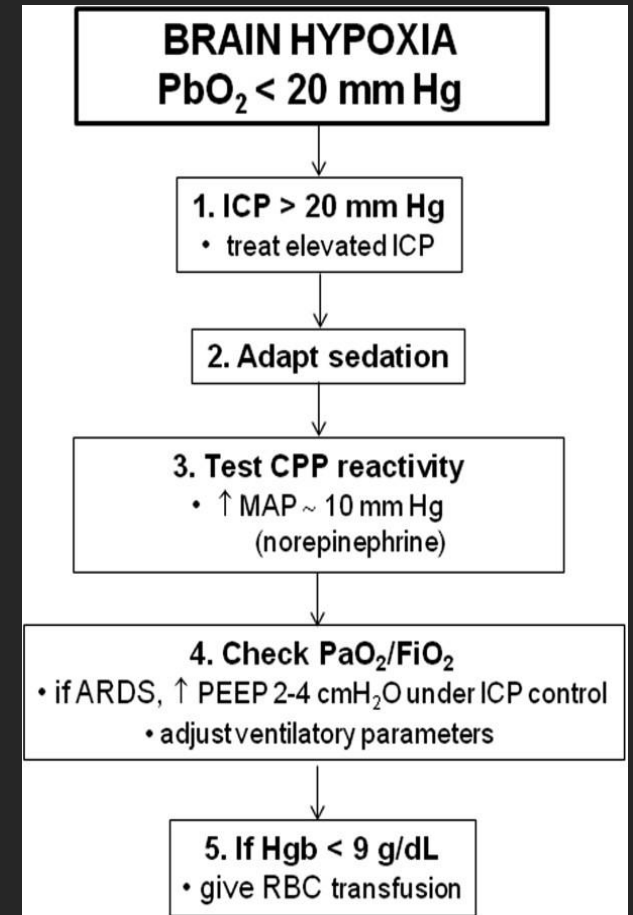 BRAIN HYPOXIA
PbO₂ < 20 mm Hg
1. ICP > 20 mm Hg
• treat elevated ICP
2. Adapt sedation
3. Test CPP reactivity
• ↑ MAP ~ 10 mm Hg
(norepinephrine)
4. Check PaO₂/FiO₂
• if ARDS, ↑ PEEP 2-4 cmH₂O under ICP control
• adjust ventilatory parameters
5. If Hgb < 9 g/dL
• give RBC transfusion